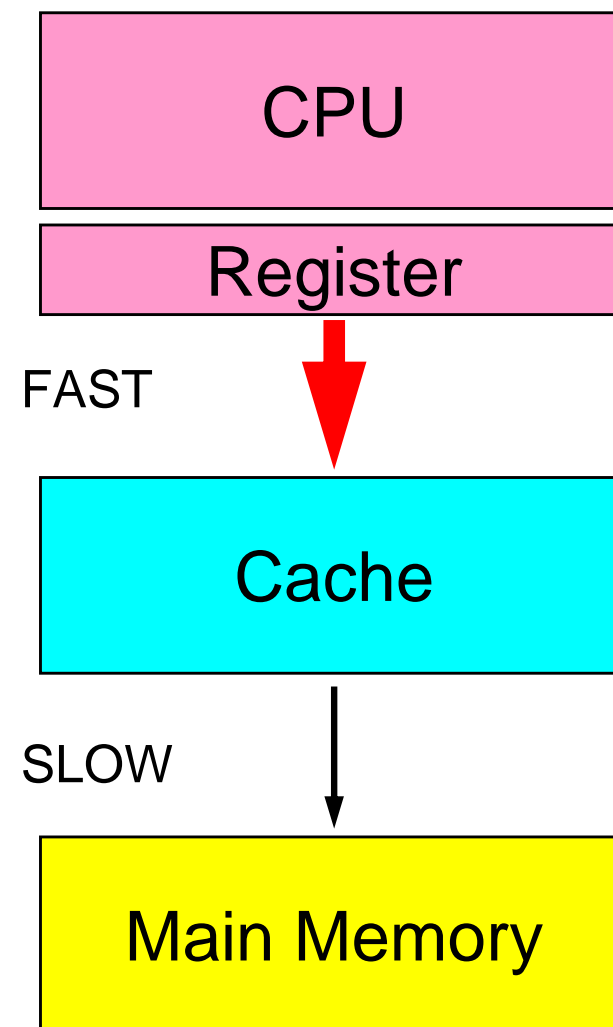 CPU
Register
FAST
Cache
SLOW
Main Memory